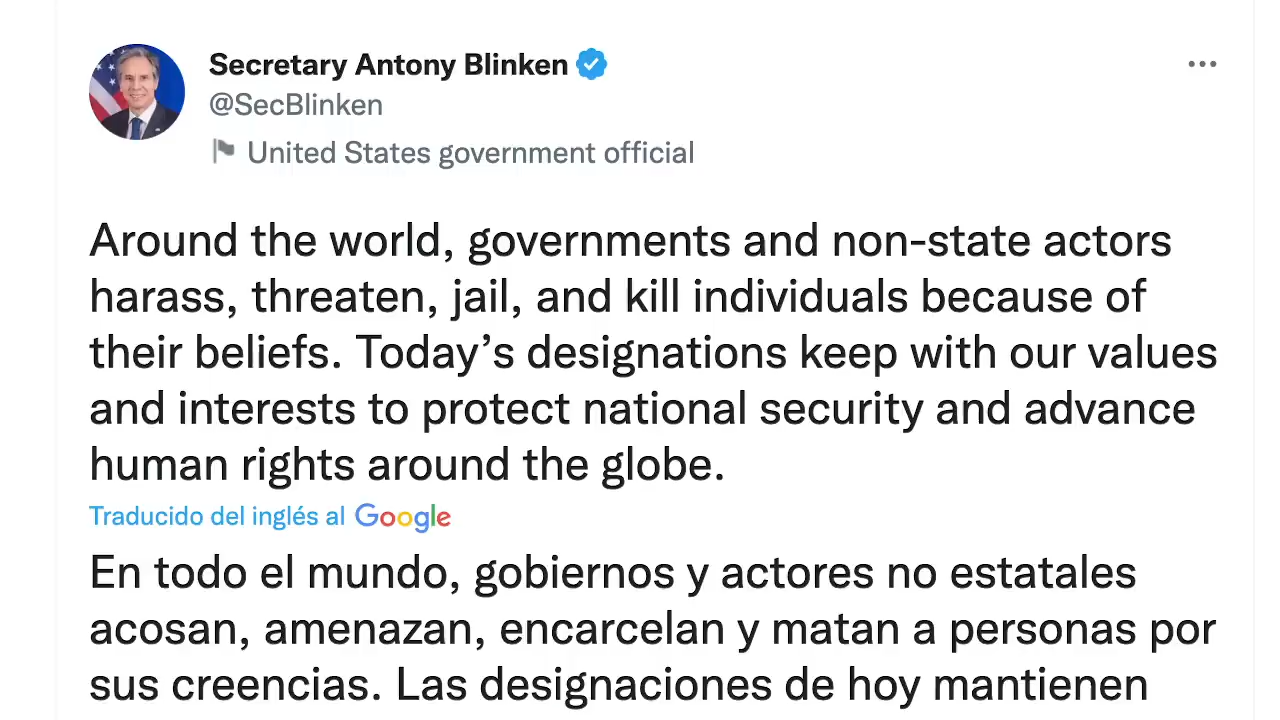 Secretary Antony Blinken
@SecBlinken
United States government official
Around the world, governments and non-state actors
harass, threaten, jail, and kill individuals because of
their beliefs. Today’s designations keep with our values
and interests to protect national security and advance
human rights around the globe.
Traducido del inglés al Google
En todo el mundo, gobiernos y actores no estatales
acosan, amenazan, encarcelan y matan a personas por
sus creencias. Las designaciones de hoy mantienen